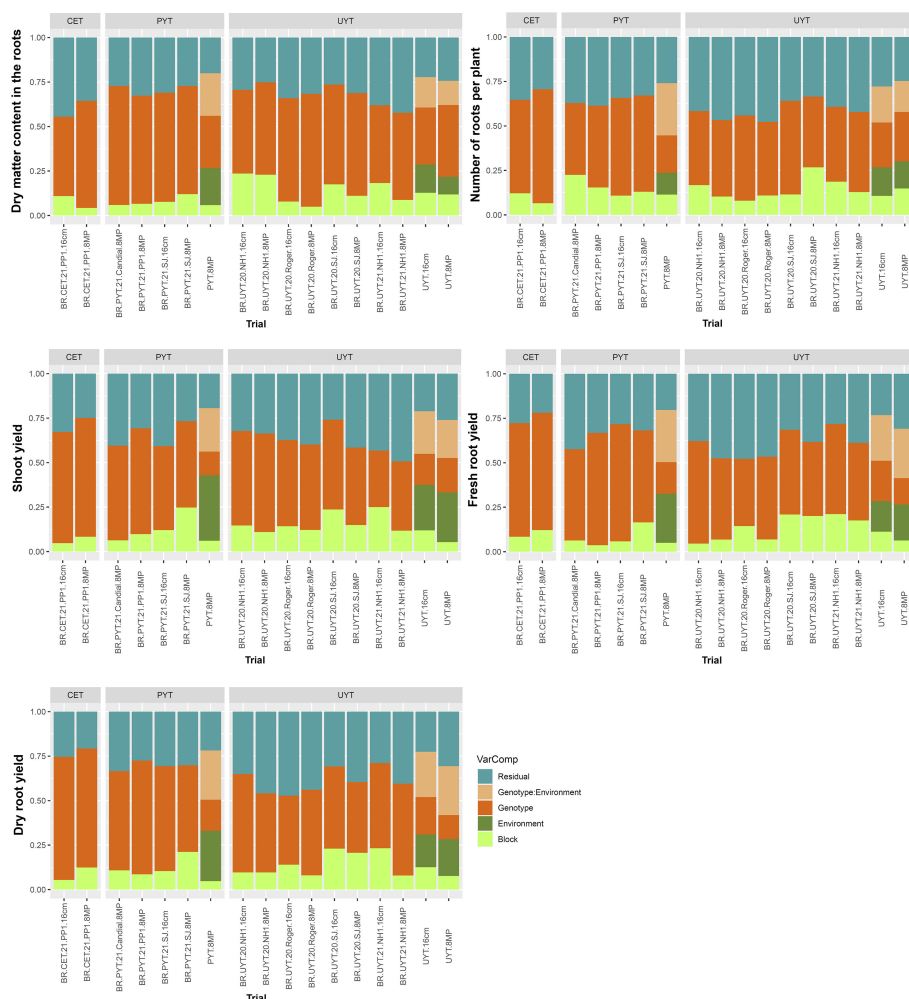 CET PYT UYT
Dry matter content in the roots
1.00
0.75
0.50
0.25
0.00
BR.CET.21.PP1.16cm
BR.CET.21.PP1.8MP
BR.PYT.21.Candial.8MP
BR.PYT.21.PP1.8MP
BR.PYT.21.SJ.16cm
BR.PYT.21.SJ.8MP
PYT.8MP
BR.UYT.20.NH1.16cm
BR.UYT.20.NH1.8MP
BR.UYT.20.Roger.16cm
BR.UYT.20.Roger.8MP
BR.UYT.20.SJ.16cm
BR.UYT.20.SJ.8MP
BR.UYT.21.NH1.16cm
BR.UYT.21.NH1.8MP
UYT.16cm
UYT.8MP
Trial
CET PYT UYT
Number of roots per plant
1.00
0.75
0.50
0.25
0.00
BR.CET.21.PP1.16cm
BR.CET.21.PP1.8MP
BR.PYT.21.Candial.8MP
BR.PYT.21.PP1.8MP
BR.PYT.21.SJ.16cm
BR.PYT.21.SJ.8MP
PYT.8MP
BR.UYT.20.NH1.16cm
BR.UYT.20.NH1.8MP
BR.UYT.20.Roger.16cm
BR.UYT.20.Roger.8MP
BR.UYT.20.SJ.16cm
BR.UYT.20.SJ.8MP
BR.UYT.21.NH1.16cm
BR.UYT.21.NH1.8MP
UYT.16cm
UYT.8MP
Trial
CET PYT UYT
Shoot yield
1.00
0.75
0.50
0.25
0.00
BR.CET.21.PP1.16cm
BR.CET.21.PP1.8MP
BR.PYT.21.Candial.8MP
BR.PYT.21.PP1.8MP
BR.PYT.21.SJ.16cm
BR.PYT.21.SJ.8MP
PYT.8MP
BR.UYT.20.NH1.16cm
BR.UYT.20.NH1.8MP
BR.UYT.20.Roger.16cm
BR.UYT.20.Roger.8MP
BR.UYT.20.SJ.16cm
BR.UYT.20.SJ.8MP
BR.UYT.21.NH1.16cm
BR.UYT.21.NH1.8MP
UYT.16cm
UYT.8MP
Trial
CET PYT UYT
Fresh root yield
1.00
0.75
0.50
0.25
0.00
BR.CET.21.PP1.16cm
BR.CET.21.PP1.8MP
BR.PYT.21.Candial.8MP
BR.PYT.21.PP1.8MP
BR.PYT.21.SJ.16cm
BR.PYT.21.SJ.8MP
PYT.8MP
BR.UYT.20.NH1.16cm
BR.UYT.20.NH1.8MP
BR.UYT.20.Roger.16cm
BR.UYT.20.Roger.8MP
BR.UYT.20.SJ.16cm
BR.UYT.20.SJ.8MP
BR.UYT.21.NH1.16cm
BR.UYT.21.NH1.8MP
UYT.16cm
UYT.8MP
Trial
CET PYT UYT
Dry root yield
1.00
0.75
0.50
0.25
0.00
BR.CET.21.PP1.16cm
BR.CET.21.PP1.8MP
BR.PYT.21.Candial.8MP
BR.PYT.21.PP1.8MP
BR.PYT.21.SJ.16cm
BR.PYT.21.SJ.8MP
PYT.8MP
BR.UYT.20.NH1.16cm
BR.UYT.20.NH1.8MP
BR.UYT.20.Roger.16cm
BR.UYT.20.Roger.8MP
BR.UYT.20.SJ.16cm
BR.UYT.20.SJ.8MP
BR.UYT.21.NH1.16cm
BR.UYT.21.NH1.8MP
UYT.16cm
UYT.8MP
Trial
VarComp
Residual
Genotype:Environment
Genotype
Environment
Block